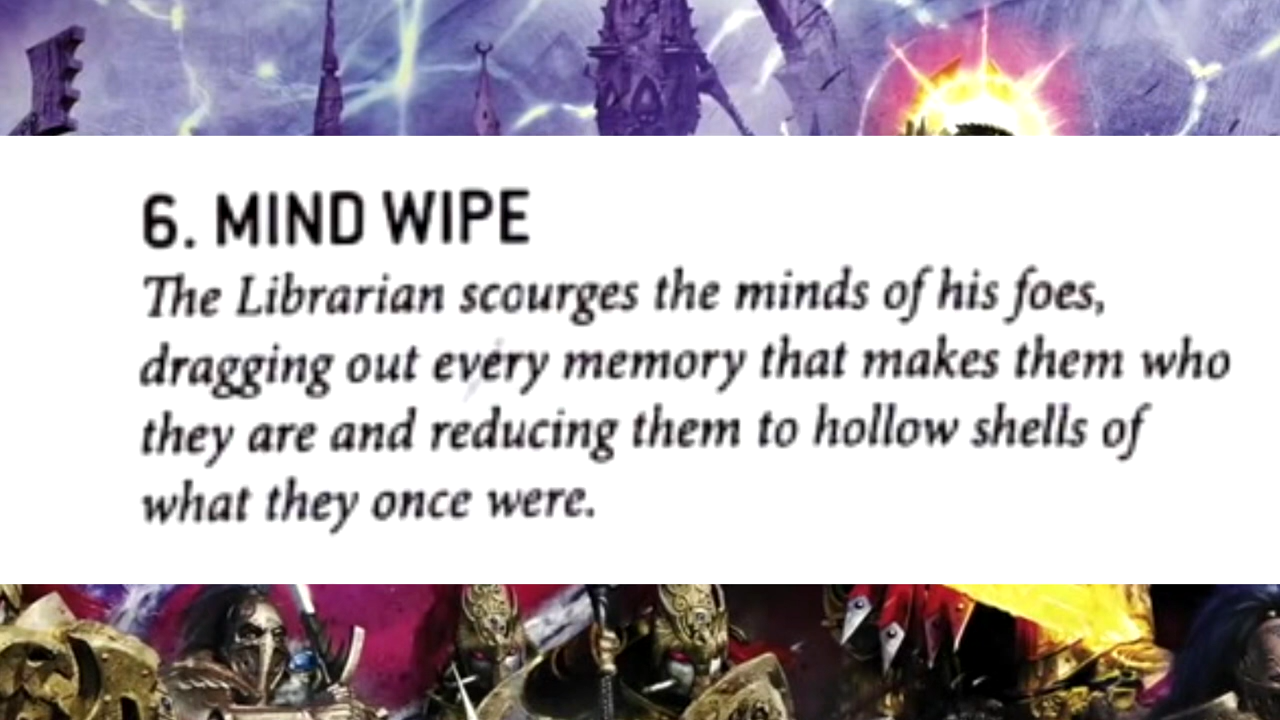 6. MIND WIPE
The Librarian scourges the minds of his foes,
dragging out every memory that makes them who
they are and reducing them to hollow shells of
what they once were.